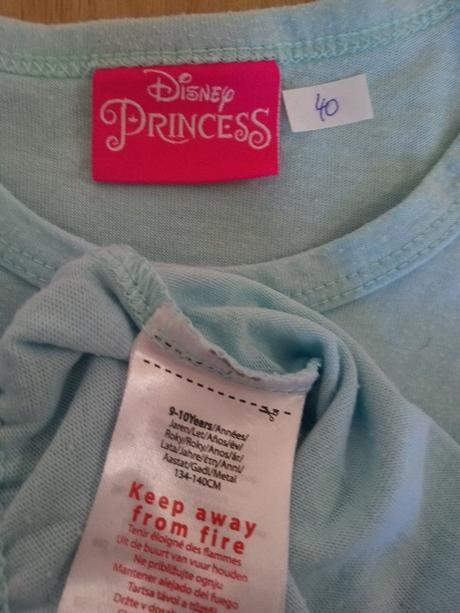 Disney
PRINCESS
40
9-10Years/Années/
Jaren/Let/Años/év/
Roky/Roky/Anos/år/
Lata/Jahre/έτη/Anni/
Aastat/Gadi/Metai
134-140CM
Keep away
from fire
Tenir éloigné des flammes
Uit de buurt van vuur houden
Ne približujte ognju
Mantener alejado del fuego
Tartsa távol a tűztől
Držte v